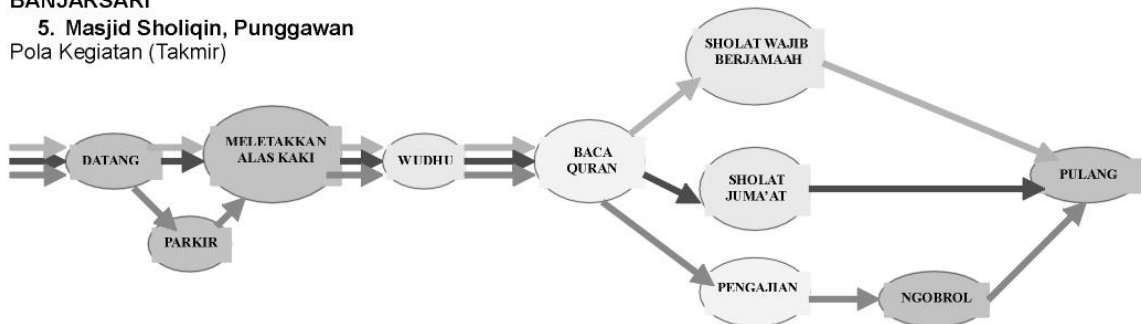 BANJARSARI
5. Masjid Sholiqin, Punggawan
Pola Kegiatan (Takmir)
DATANG
PARKIR
MELETAKKAN
ALAS KAKI
WUDHU
BACA
QURAN
SHOLAT WAJIB
BERJAMAAH
SHOLAT
JUMA'AT
PENGAJIAN
NGOBROL
PULANG